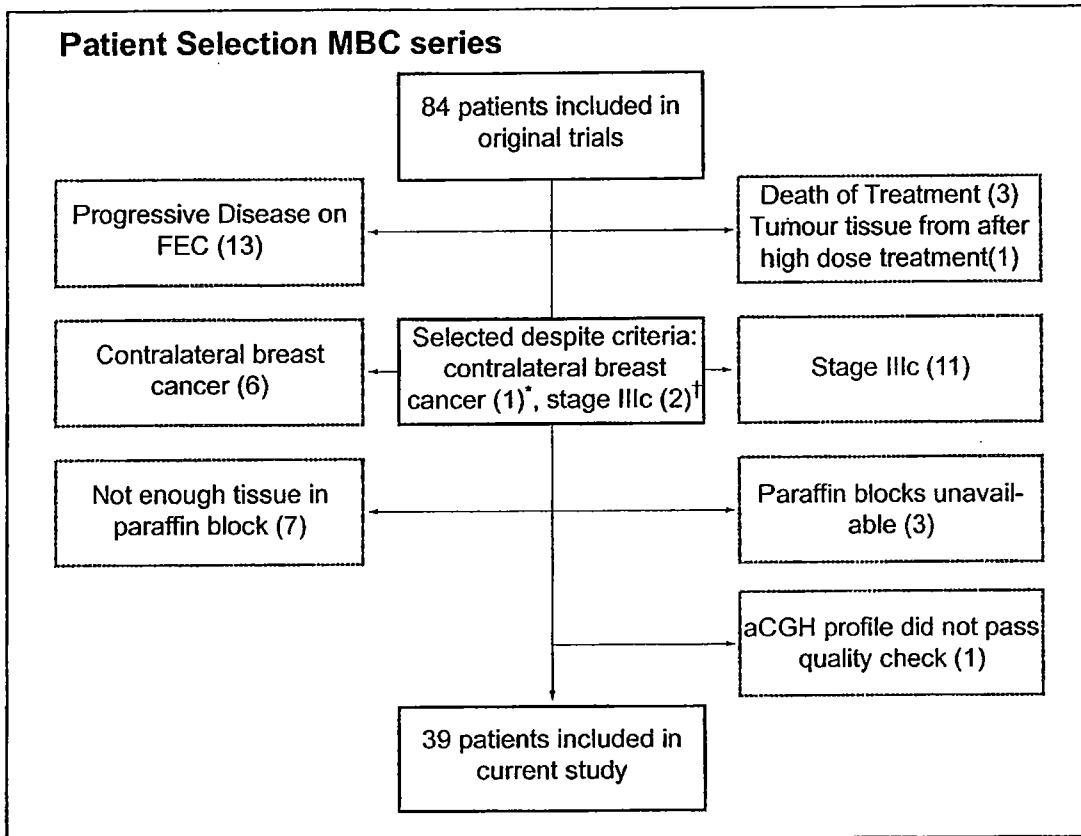 Patient Selection MBC series
84 patients included in
original trials
Progressive Disease on
FEC (13)
Death of Treatment (3)
Tumour tissue from after
high dose treatment(1)
Contralateral breast
cancer (6)
Selected despite criteria:
contralateral breast
cancer (1)*, stage IIIc (2)†
Stage IIIc (11)
Not enough tissue in
paraffin block (7)
Paraffin blocks unavail-
able (3)
aCGH profile did not pass
quality check (1)
39 patients included in
current study